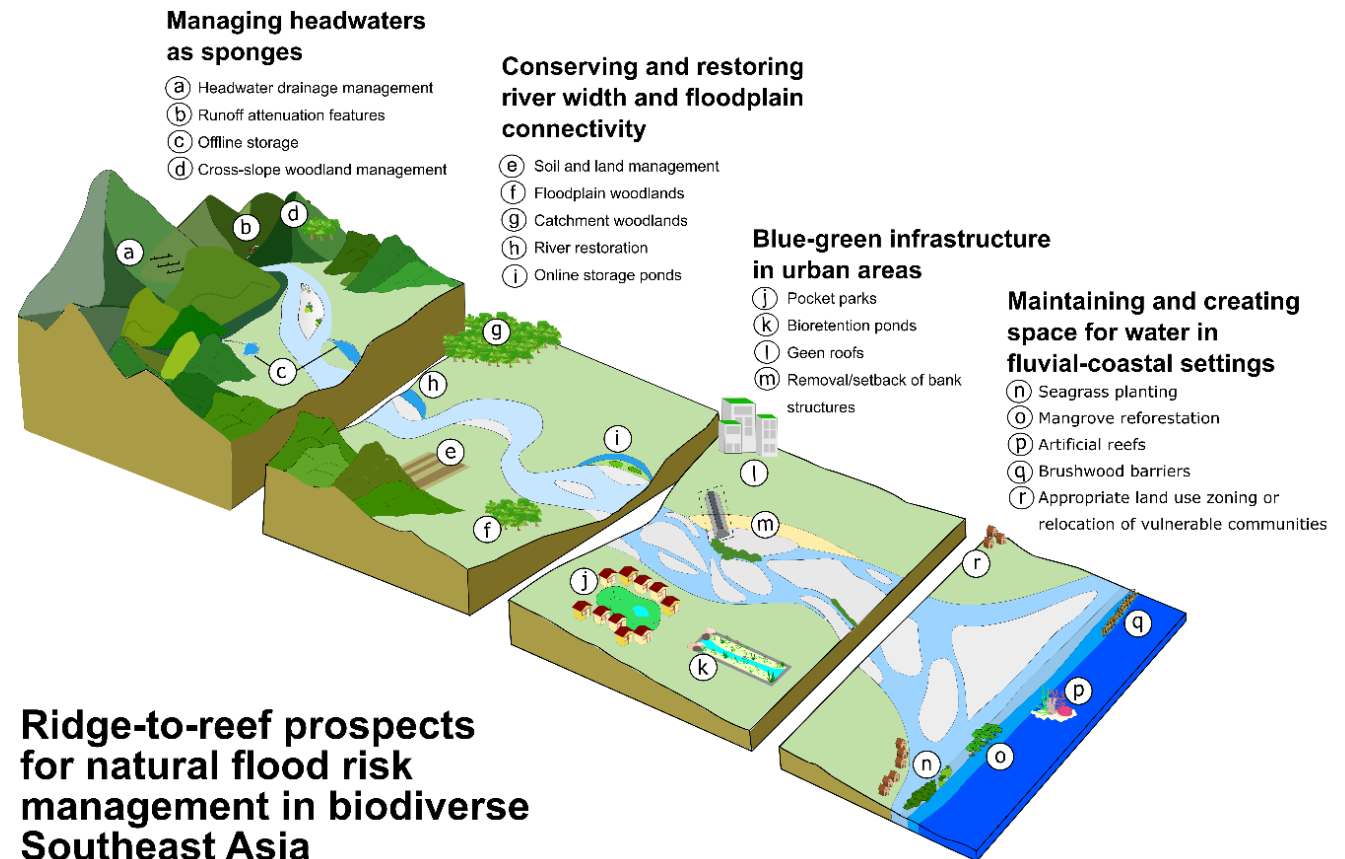 Managing headwaters
as sponges
a Headwater drainage management
b Runoff attenuation features
c Offline storage
d Cross-slope woodland management
Conserving and restoring
river width and floodplain
connectivity
e Soil and land management
f Floodplain woodlands
g Catchment woodlands
h River restoration
i Online storage ponds
Blue-green infrastructure
in urban areas
j Pocket parks
k Bioretention ponds
l Geen roofs
m Removal/setback of bank
structures
Maintaining and creating
space for water in
fluvial-coastal settings
n Seagrass planting
o Mangrove reforestation
p Artificial reefs
q Brushwood barriers
r Appropriate land use zoning or
relocation of vulnerable communities
a
b
d
c
g
h
e
i
f
l
m
j
k
r
q
p
n
o
Ridge-to-reef prospects
for natural flood risk
management in biodiverse
Southeast Asia